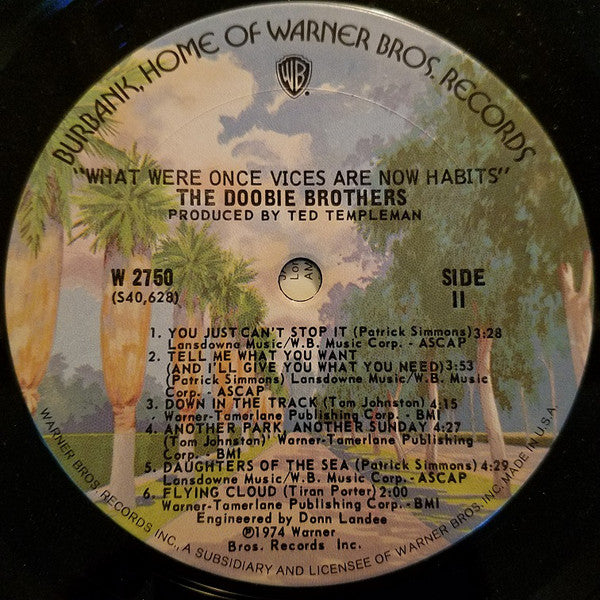 BURBANK, HOME OF WARNER BROS. RECORDS
WB
"WHAT WERE ONCE VICES ARE NOW HABITS"
THE DOOBIE BROTHERS
PRODUCED BY TED TEMPLEMAN
W 2750
(S40,628)
SIDE
II
1. YOU JUST CAN'T STOP IT (Patrick Simmons) 3:28
Lansdowne Music/W.B. Music Corp. - ASCAP
2. TELL ME WHAT YOU WANT
(AND I'LL GIVE YOU WHAT YOU NEED) 3:53
(Patrick Simmons) Lansdowne Music/W.B. Music
Corp. - ASCAP
3. DOWN IN THE TRACK (Tom Johnston) 4:15
Warner-Tamerlane Publishing Corp. - BMI
4. ANOTHER PARK, ANOTHER SUNDAY 4:27
(Tom Johnston) Warner-Tamerlane Publishing
Corp. - BMI
5. DAUGHTERS OF THE SEA (Patrick Simmons) 4:29
Lansdowne Music/W.B. Music Corp. - ASCAP
6. FLYING CLOUD (Tiran Porter) 2:00
Warner-Tamerlane Publishing Corp. - BMI
Engineered by Donn Landee
℗1974 Warner
Bros. Records Inc.
WARNER BROS. RECORDS INC., A SUBSIDIARY AND LICENSEE OF WARNER BROS. INC. MADE IN U.S.A.